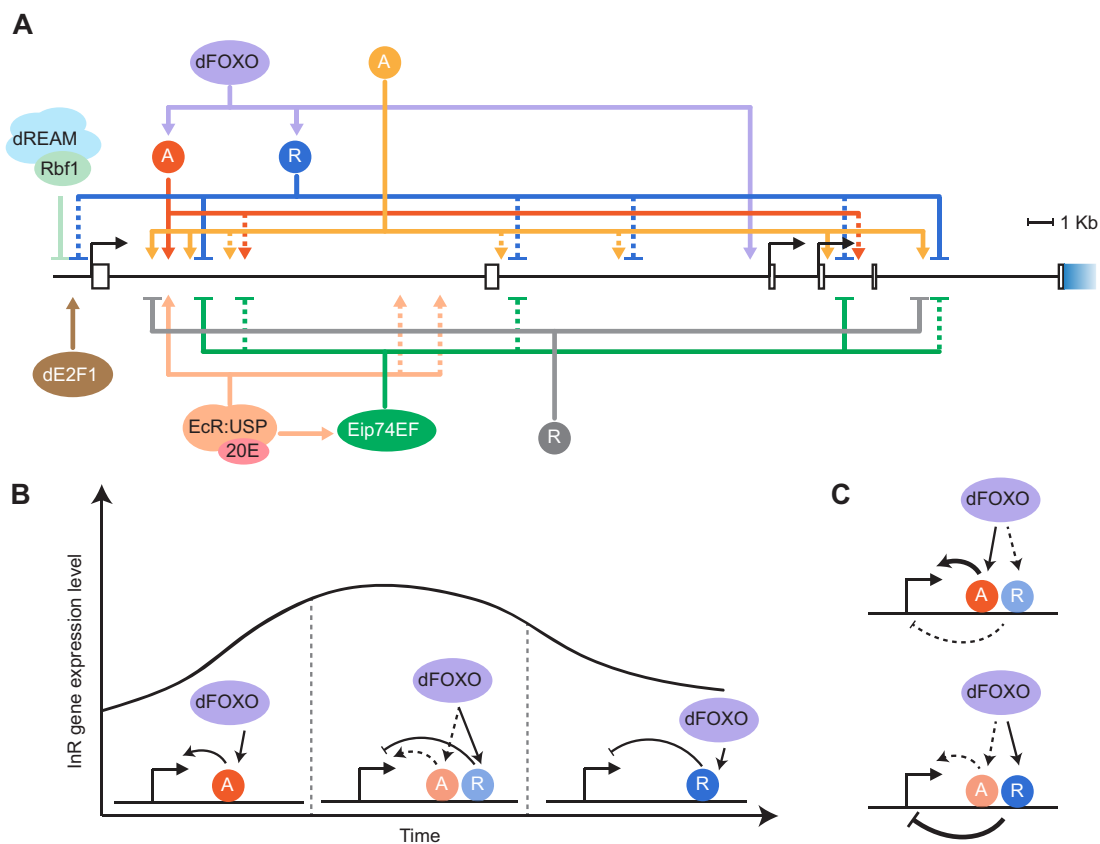 A
dFOXO
A
dREAM
Rbf1
A
R
1 Kb
dE2F1
EcR:USP
20E
Eip74EF
R
B
InR gene expression level
dFOXO
A
dFOXO
A
R
dFOXO
R
Time
C
dFOXO
A
R
dFOXO
A
R